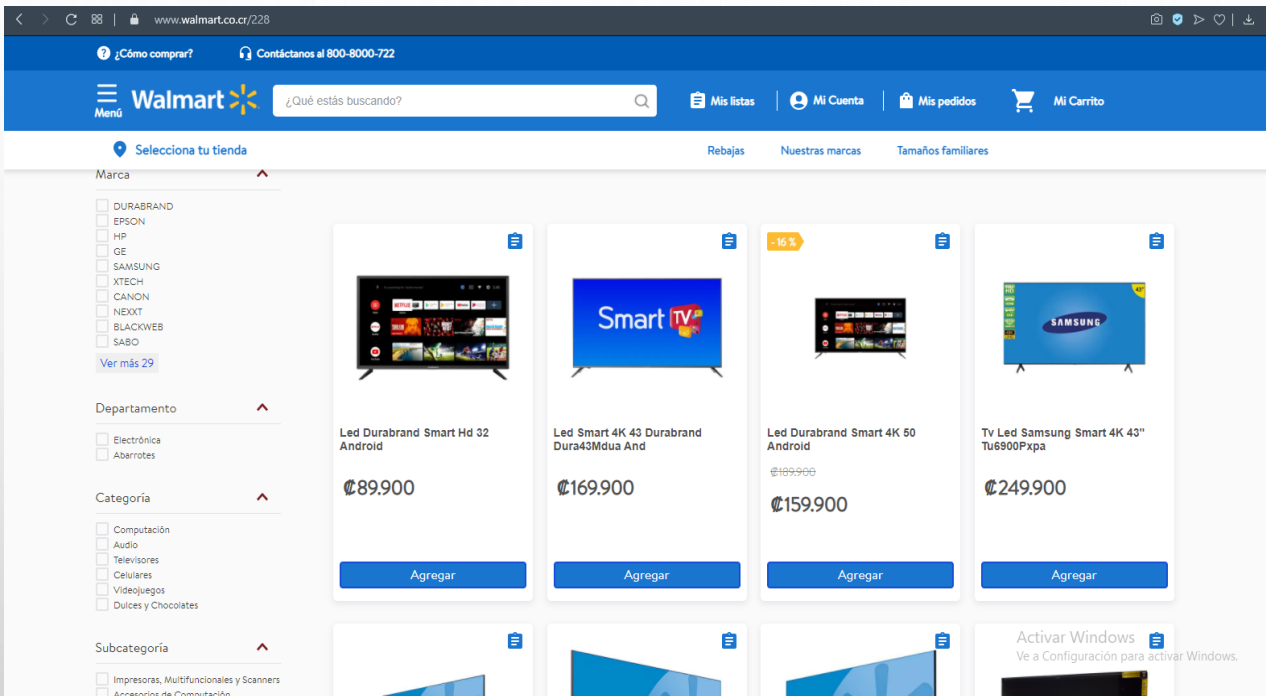 www.walmart.co.cr/228
¿Cómo comprar?
Contáctanos al 800-8000-722
Menú
Walmart
¿Qué estás buscando?
Mis listas
Mi Cuenta
Mis pedidos
Mi Carrito
Selecciona tu tienda
Rebajas
Nuestras marcas
Tamaños familiares
Marca
DURABRAND
EPSON
HP
GE
SAMSUNG
XTECH
CANON
NEXXT
BLACKWEB
SABO
Ver más 29
Departamento
Electrónica
Abarrotes
Categoría
Computación
Audio
Televisores
Celulares
Videojuegos
Dulces y Chocolates
Subcategoría
Impresoras, Multifuncionales y Scanners
Accesorios de Computación
NETFLIX
Led Durabrand Smart Hd 32
Android
₡89.900
Agregar
Smart TV
Led Smart 4K 43 Durabrand
Dura43Mdua And
₡169.900
Agregar
-16 %
Led Durabrand Smart 4K 50
Android
₡189.900
₡159.900
Agregar
43"
SAMSUNG
Tv Led Samsung Smart 4K 43"
Tu6900Pxpa
₡249.900
Agregar
Activar Windows
Ve a Configuración para activar Windows.